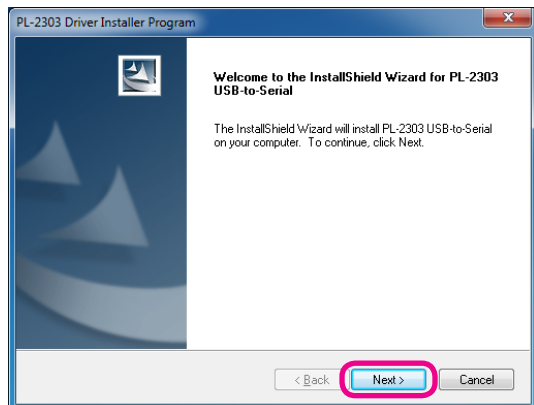 PL-2303 Driver Installer Program
Welcome to the InstallShield Wizard for PL-2303
USB-to-Serial
The InstallShield Wizard will install PL-2303 USB-to-Serial
on your computer. To continue, click Next.
< Back
Next >
Cancel